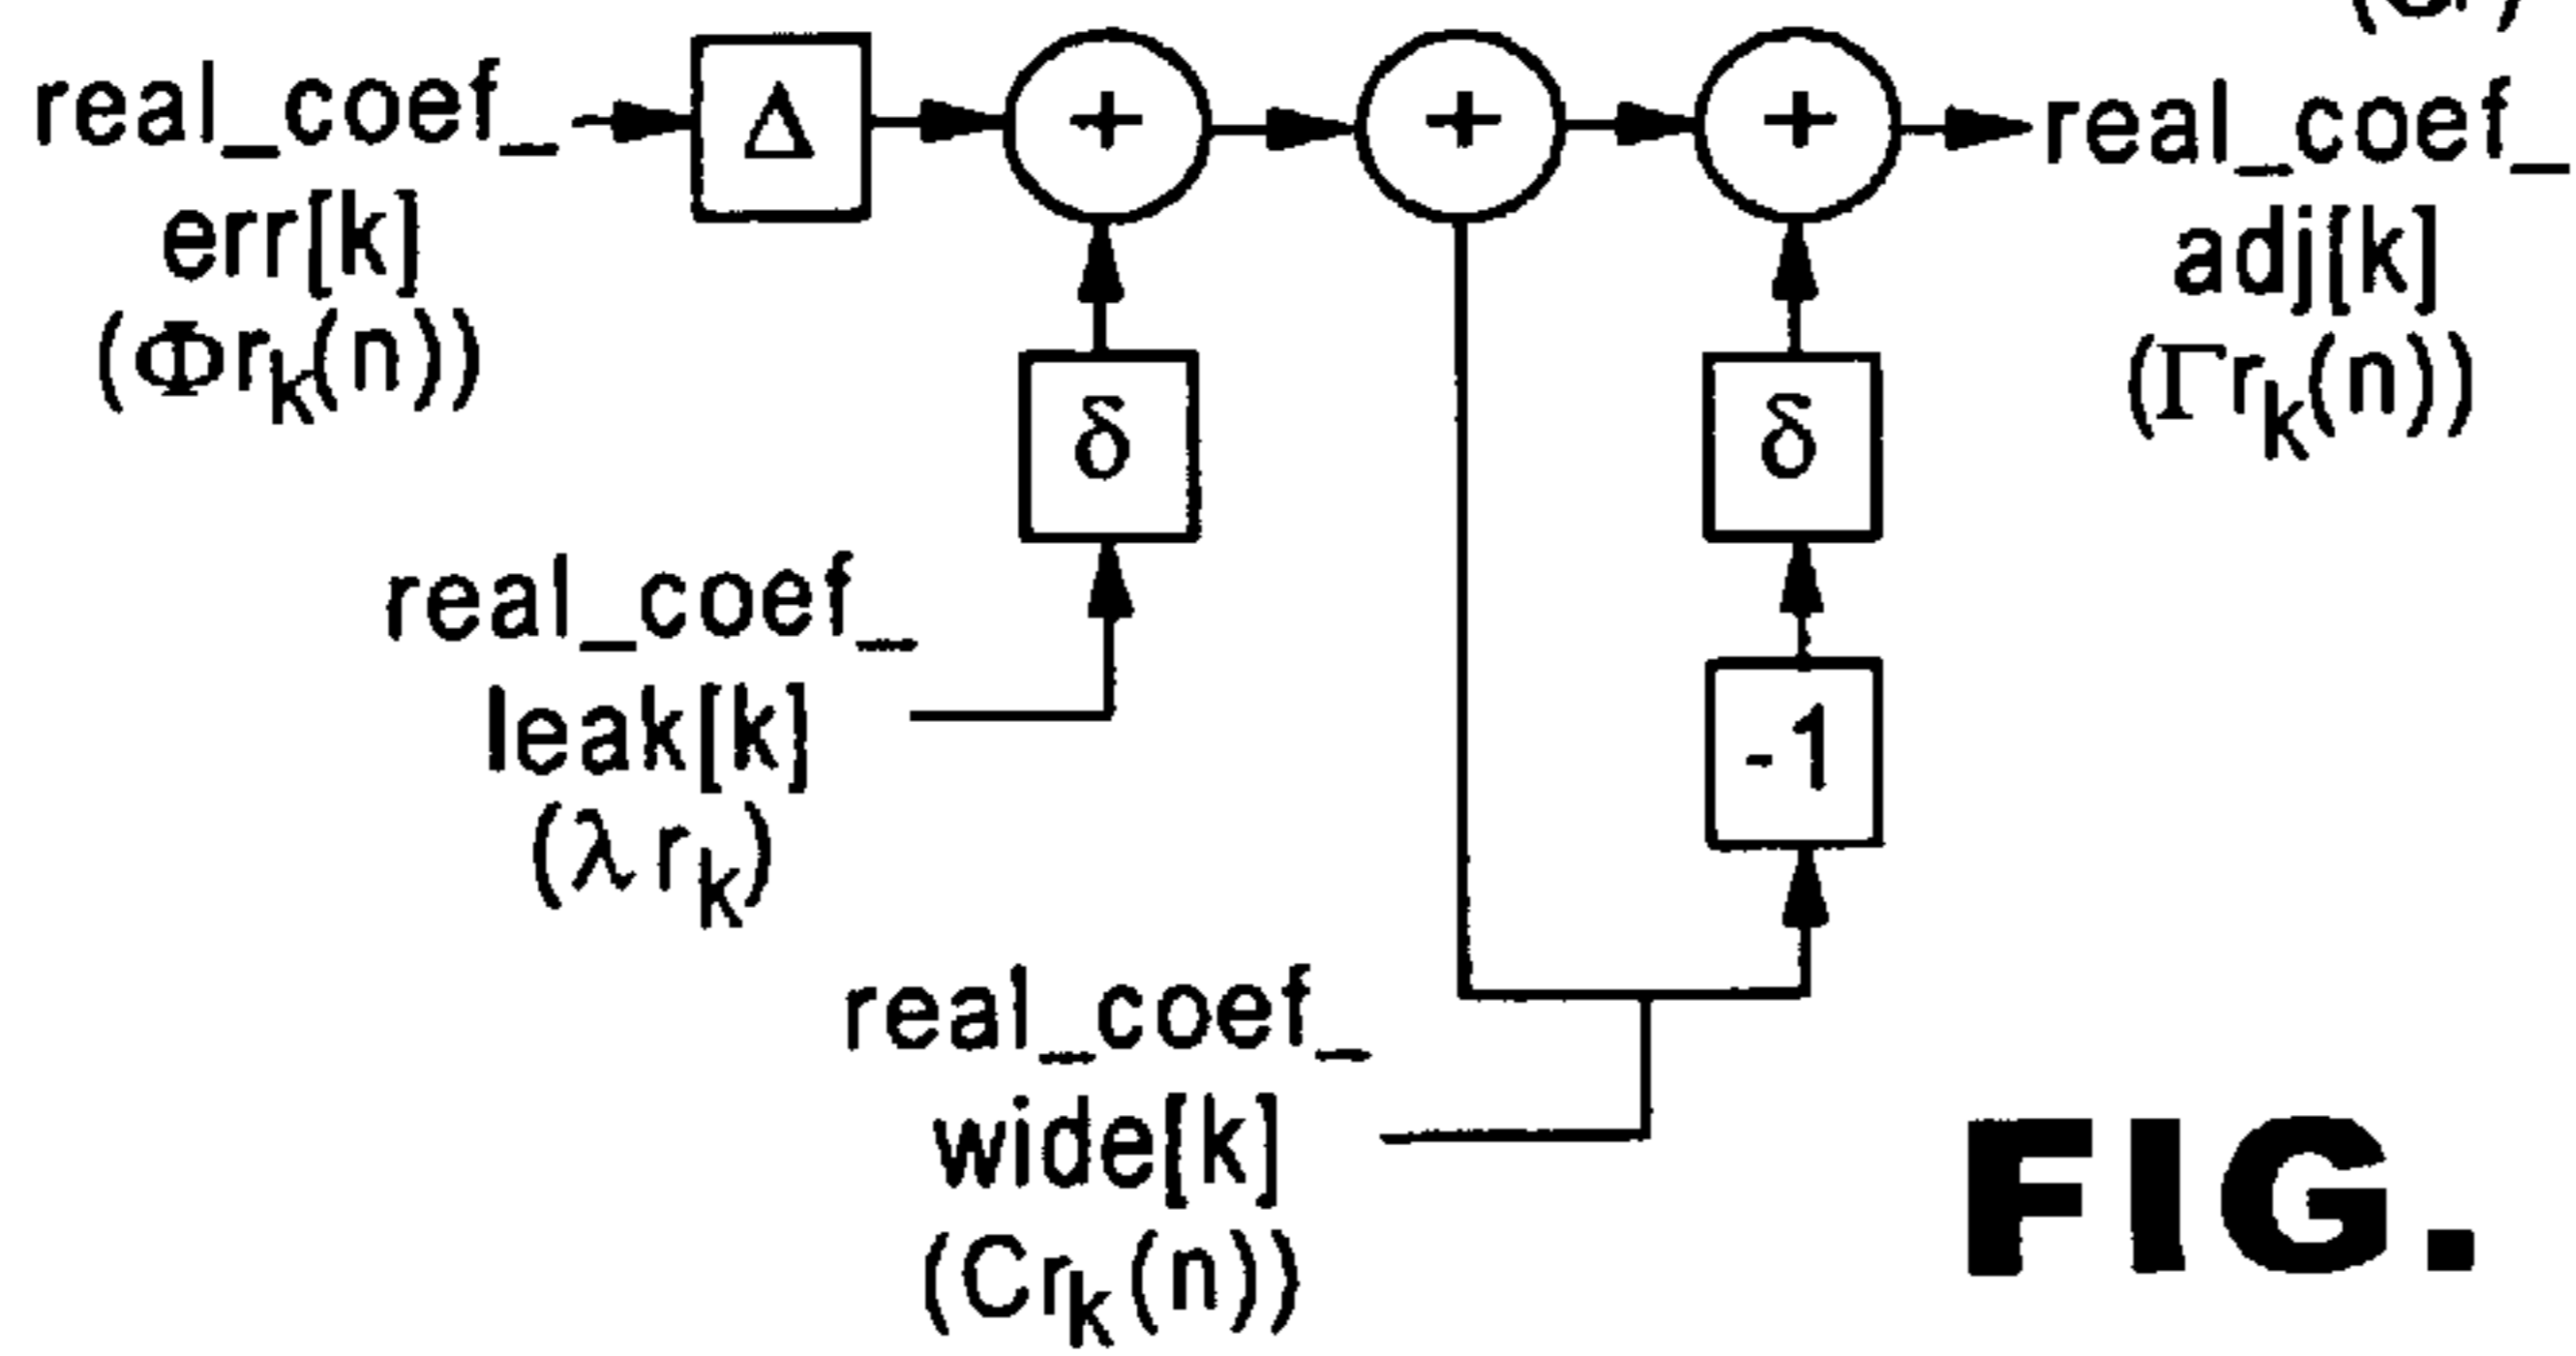 real_coef_
err[k]
(Φr_k(n))
Δ
+
+
+
real_coef_
adj[k]
(Γr_k(n))
δ
δ
real_coef_
leak[k]
(λr_k)
-1
real_coef_
wide[k]
(Cr_k(n))
FIG.